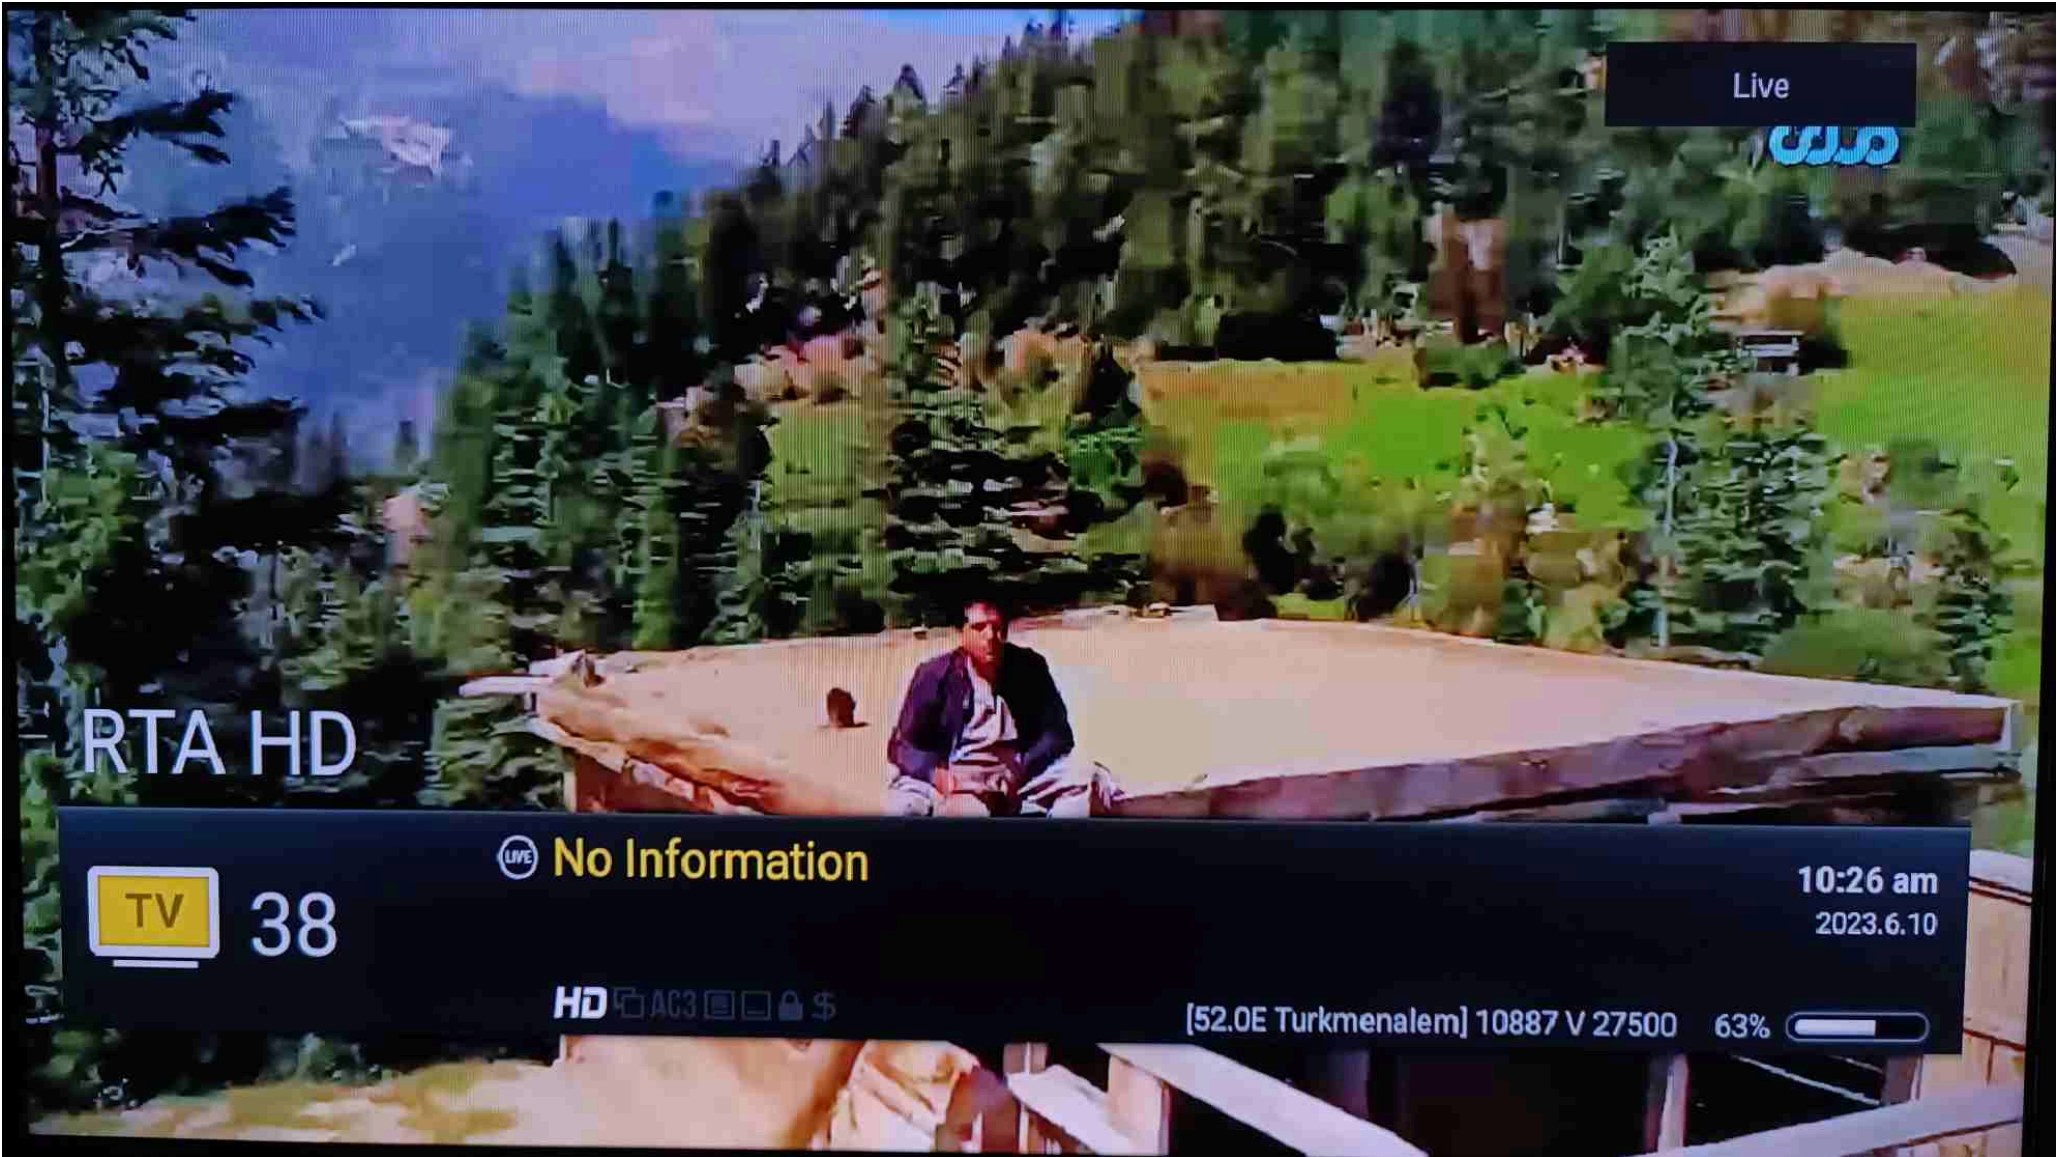 Live
RTA HD
LIVE No Information
TV 38
10:26 am
2023.6.10
HD AC3 $
[52.0E Turkmenalem] 10887 V 27500 63%